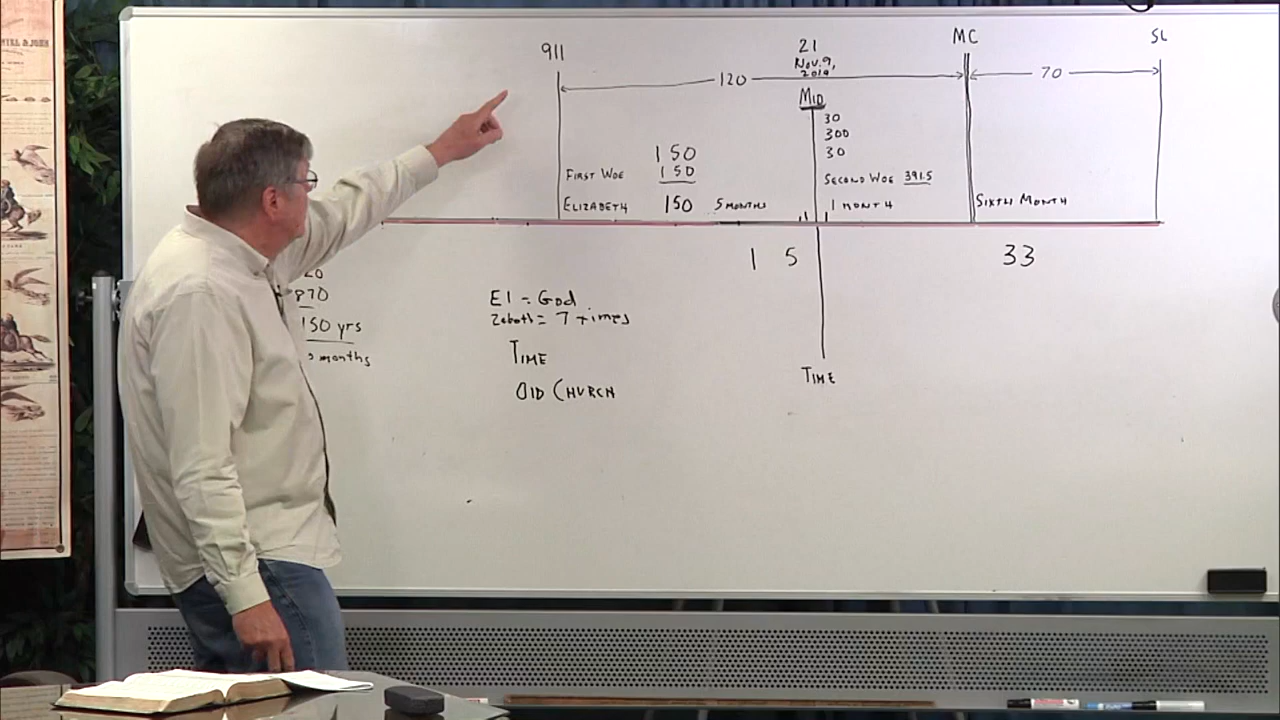 911
21
Nov. 9,
2019
MC
SL
120
70
MID
30
300
30
150
FIRST WOE 150
SECOND WOE 391.5
ELIZABETH 150 5 MONTHS
1 MONTH
SIXTH MONTH
1 5
33
20
870
150 yrs
months
El = God
Zaboth = 7 times
TIME
OLD CHURCH
TIME